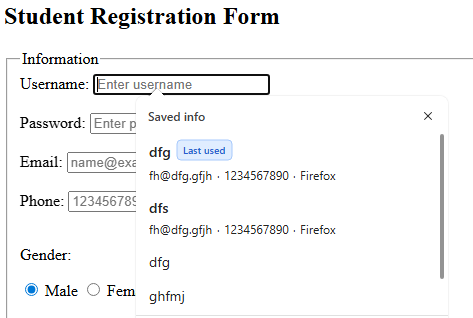 Student Registration Form
Information
Username: Enter username
Saved info
Password: Enter p
dfg Last used
Email: name@exa
fh@dfg.gfjh · 1234567890 · Firefox
Phone: 123456789
dfs
fh@dfg.gfjh · 1234567890 · Firefox
Gender:
dfg
Male Fem
ghfmj